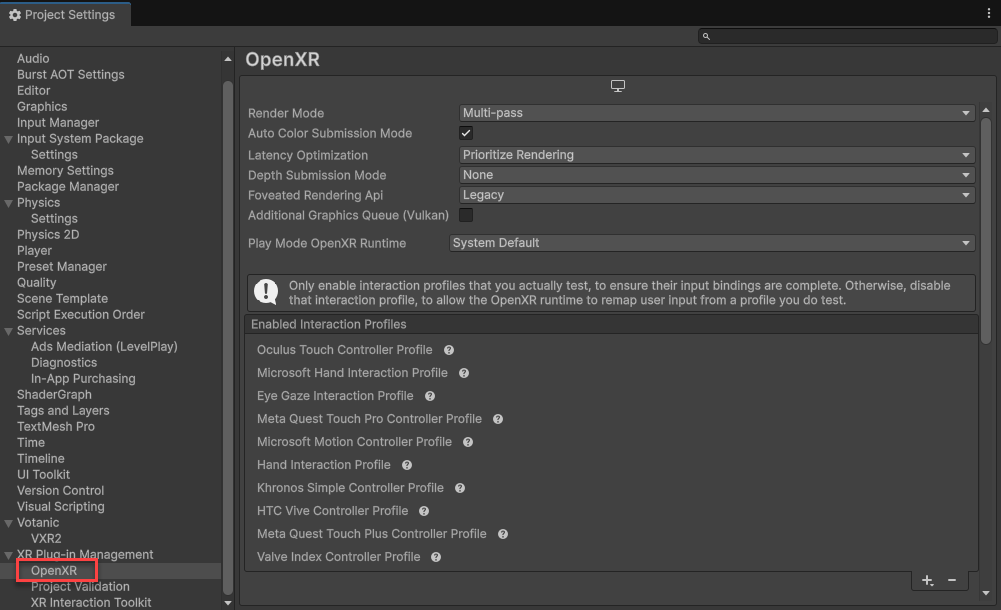 Project Settings
Audio
Burst AOT Settings
Editor
Graphics
Input Manager
Input System Package
Settings
Memory Settings
Package Manager
Physics
Settings
Physics 2D
Player
Preset Manager
Quality
Scene Template
Script Execution Order
Services
Ads Mediation (LevelPlay)
Diagnostics
In-App Purchasing
ShaderGraph
Tags and Layers
TextMesh Pro
Time
Timeline
UI Toolkit
Version Control
Visual Scripting
Votanic
VXR2
XR Plug-in Management
OpenXR
Project Validation
XR Interaction Toolkit
OpenXR
Render Mode Multi-pass
Auto Color Submission Mode
Latency Optimization Prioritize Rendering
Depth Submission Mode None
Foveated Rendering Api Legacy
Additional Graphics Queue (Vulkan)
Play Mode OpenXR Runtime System Default
Only enable interaction profiles that you actually test, to ensure their input bindings are complete. Otherwise, disable
that interaction profile, to allow the OpenXR runtime to remap user input from a profile you do test.
Enabled Interaction Profiles
Oculus Touch Controller Profile
Microsoft Hand Interaction Profile
Eye Gaze Interaction Profile
Meta Quest Touch Pro Controller Profile
Microsoft Motion Controller Profile
Hand Interaction Profile
Khronos Simple Controller Profile
HTC Vive Controller Profile
Meta Quest Touch Plus Controller Profile
Valve Index Controller Profile